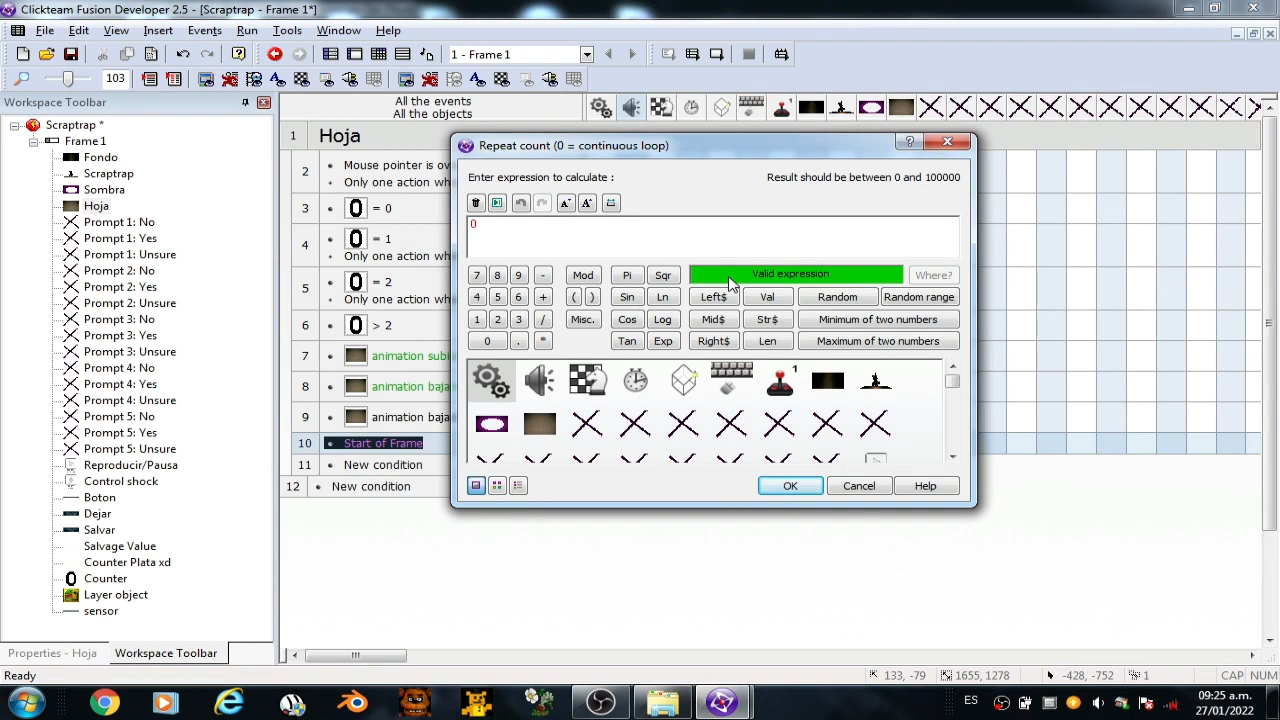 Clickteam Fusion Developer 2.5 - [Scraptrap - Frame 1*]
File Edit View Insert Events Run Tools Window Help
1 - Frame 1
103
Workspace Toolbar
Scraptrap *
Frame 1
Fondo
Scraptrap
Sombra
Hoja
Prompt 1: No
Prompt 1: Yes
Prompt 1: Unsure
Prompt 2: No
Prompt 2: Yes
Prompt 2: Unsure
Prompt 3: No
Prompt 3: Yes
Prompt 3: Unsure
Prompt 4: No
Prompt 4: Yes
Prompt 4: Unsure
Prompt 5: No
Prompt 5: Yes
Prompt 5: Unsure
Reproducir/Pausa
Control shock
Boton
Dejar
Salvar
Salvage Value
Counter Plata xd
Counter
Layer object
sensor
Properties - Hoja Workspace Toolbar
All the events
All the objects
1 Hoja
2 Mouse pointer is ov
Only one action whe
3 0 = 0
4 0 = 1
Only one action whe
5 0 = 2
Only one action whe
6 0 > 2
7 animation subi
8 animation baja
9 animation baja
10 Start of Frame
11 New condition
12 New condition
Repeat count (0 = continuous loop)
Enter expression to calculate : Result should be between 0 and 100000
0
7 8 9 - Mod Pi Sqr Valid expression Where?
4 5 6 + ( ) Sin Ln Left$ Val Random Random range
1 2 3 / Misc. Cos Log Mid$ Str$ Minimum of two numbers
0 . * Tan Exp Right$ Len Maximum of two numbers
1
OK Cancel Help
Ready 133, -79 1655, 1278 -428, -752 1 CAP NUM
ES 09:25 a.m.
27/01/2022